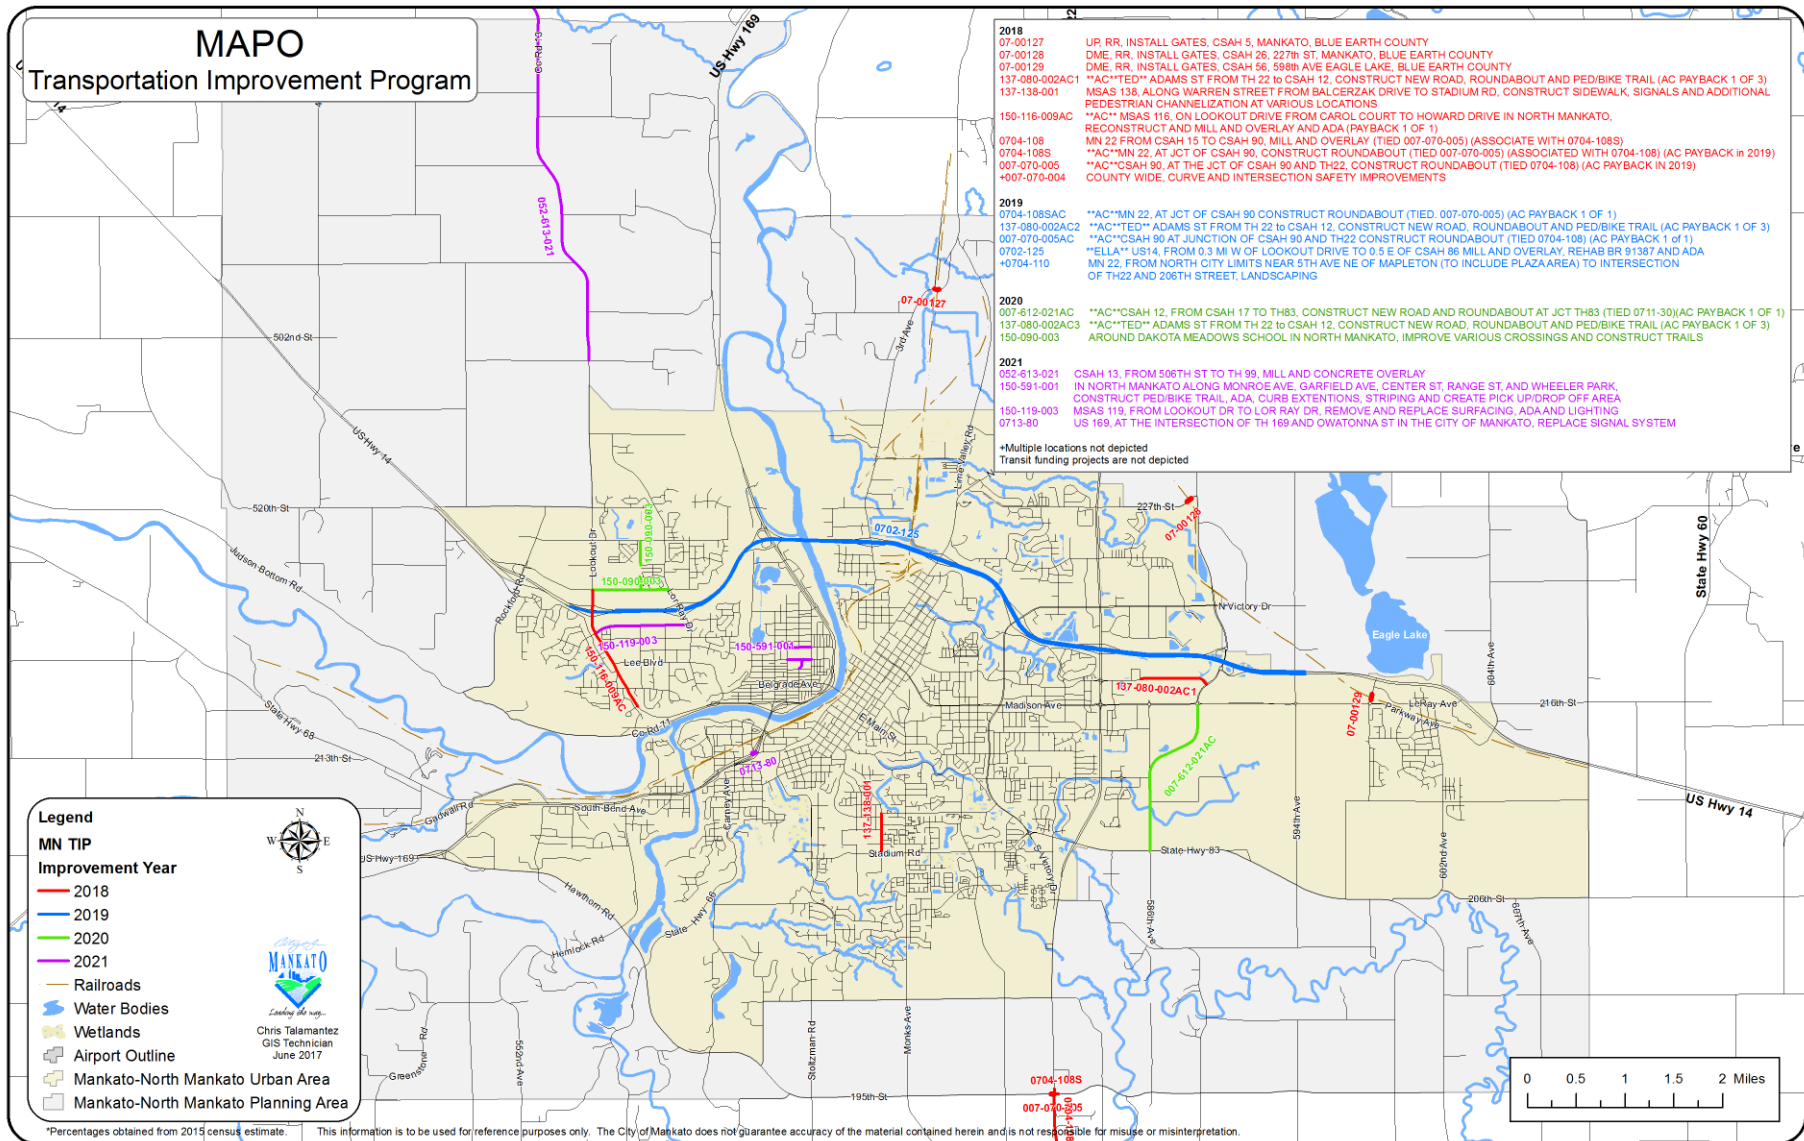 MAPO
Transportation Improvement Program
2018
07-00127 UP, RR, INSTALL GATES, CSAH 5, MANKATO, BLUE EARTH COUNTY
07-00128 DME, RR, INSTALL GATES, CSAH 26, 227th ST, MANKATO, BLUE EARTH COUNTY
07-00129 DME, RR, INSTALL GATES, CSAH 56, 598th AVE EAGLE LAKE, BLUE EARTH COUNTY
137-080-002AC1 **AC**TED** ADAMS ST FROM TH 22 to CSAH 12, CONSTRUCT NEW ROAD, ROUNDABOUT AND PED/BIKE TRAIL (AC PAYBACK 1 OF 3)
137-138-001 MSAS 138, ALONG WARREN STREET FROM BALCERZAK DRIVE TO STADIUM RD, CONSTRUCT SIDEWALK, SIGNALS AND ADDITIONAL
PEDESTRIAN CHANNELIZATION AT VARIOUS LOCATIONS
150-116-009AC **AC** MSAS 116, ON LOOKOUT DRIVE FROM CAROL COURT TO HOWARD DRIVE IN NORTH MANKATO,
RECONSTRUCT AND MILL AND OVERLAY AND ADA (PAYBACK 1 OF 1)
0704-108 MN 22 FROM CSAH 15 TO CSAH 90, MILL AND OVERLAY (TIED 007-070-005) (ASSOCIATE WITH 0704-108S)
0704-108S **AC**MN 22, AT JCT OF CSAH 90, CONSTRUCT ROUNDABOUT (TIED 007-070-005) (ASSOCIATED WITH 0704-108) (AC PAYBACK in 2019)
007-070-005 **AC**CSAH 90, AT THE JCT OF CSAH 90 AND TH22, CONSTRUCT ROUNDABOUT (TIED 0704-108) (AC PAYBACK IN 2019)
+007-070-004 COUNTY WIDE, CURVE AND INTERSECTION SAFETY IMPROVEMENTS
2019
0704-108SAC **AC**MN 22, AT JCT OF CSAH 90 CONSTRUCT ROUNDABOUT (TIED. 007-070-005) (AC PAYBACK 1 OF 1)
137-080-002AC2 **AC**TED** ADAMS ST FROM TH 22 to CSAH 12, CONSTRUCT NEW ROAD, ROUNDABOUT AND PED/BIKE TRAIL (AC PAYBACK 1 OF 3)
007-070-005AC **AC**CSAH 90 AT JUNCTION OF CSAH 90 AND TH22 CONSTRUCT ROUNDABOUT (TIED 0704-108) (AC PAYBACK 1 of 1)
0702-125 **ELLA** US14, FROM 0.3 MI W OF LOOKOUT DRIVE TO 0.5 E OF CSAH 86 MILL AND OVERLAY, REHAB BR 91387 AND ADA
+0704-110 MN 22, FROM NORTH CITY LIMITS NEAR 5TH AVE NE OF MAPLETON (TO INCLUDE PLAZA AREA) TO INTERSECTION
OF TH22 AND 206TH STREET, LANDSCAPING
2020
007-612-021AC **AC**CSAH 12, FROM CSAH 17 TO TH83, CONSTRUCT NEW ROAD AND ROUNDABOUT AT JCT TH83 (TIED 0711-30)(AC PAYBACK 1 OF 1)
137-080-002AC3 **AC**TED** ADAMS ST FROM TH 22 to CSAH 12, CONSTRUCT NEW ROAD, ROUNDABOUT AND PED/BIKE TRAIL (AC PAYBACK 1 OF 3)
150-090-003 AROUND DAKOTA MEADOWS SCHOOL IN NORTH MANKATO, IMPROVE VARIOUS CROSSINGS AND CONSTRUCT TRAILS
2021
052-613-021 CSAH 13, FROM 506TH ST TO TH 99, MILL AND CONCRETE OVERLAY
150-591-001 IN NORTH MANKATO ALONG MONROE AVE, GARFIELD AVE, CENTER ST, RANGE ST, AND WHEELER PARK,
CONSTRUCT PED/BIKE TRAIL, ADA, CURB EXTENTIONS, STRIPING AND CREATE PICK UP/DROP OFF AREA
150-119-003 MSAS 119, FROM LOOKOUT DR TO LOR RAY DR, REMOVE AND REPLACE SURFACING, ADA AND LIGHTING
0713-80 US 169, AT THE INTERSECTION OF TH 169 AND OWATONNA ST IN THE CITY OF MANKATO, REPLACE SIGNAL SYSTEM
+Multiple locations not depicted
Transit funding projects are not depicted
US Hwy 169
22
14
Co Rd 13
052-613-021
07-00127
3rd Ave
502nd St
US Hwy 14
Lime Valley Rd
520th St
227th St
07-00128
State Hwy 60
Judson Bottom Rd
Lookout Dr
150-090-003
0702-125
150-090-003
Rockford Rd
Lor Ray Dr
N Victory Dr
Eagle Lake
150-119-003
150-591-001
Lee Blvd
604th Ave
150-116-009AC
Belgrade Ave
137-080-002AC1
Madison Ave
07-00129
LeRay Ave
Parkway Ave
216th St
State Hwy 68
Co Rd 71
E Main St
213th St
0713-80
007-612-021AC
US Hwy 14
Gadwall Rd
South Bend Ave
Carney Ave
137-138-001
594th Ave
US Hwy 169
Stadium Rd
S Victory Dr
State Hwy 83
602nd Ave
Hawthorn Rd
206th St
State Hwy 66
586th Ave
607th Ave
Hemlock Rd
Greenstone Rd
552nd Ave
Stoltzman Rd
Monks Ave
195th St
0704-108S
007-070-005
0704-108
Legend
MN TIP
Improvement Year
2018
2019
2020
2021
Railroads
Water Bodies
Wetlands
Airport Outline
Mankato-North Mankato Urban Area
Mankato-North Mankato Planning Area
N
W
E
S
City of
MANKATO
Leading the way...
Chris Talamantez
GIS Technician
June 2017
0 0.5 1 1.5 2 Miles
*Percentages obtained from 2015 census estimate.
This information is to be used for reference purposes only. The City of Mankato does not guarantee accuracy of the material contained herein and is not responsible for misuse or misinterpretation.